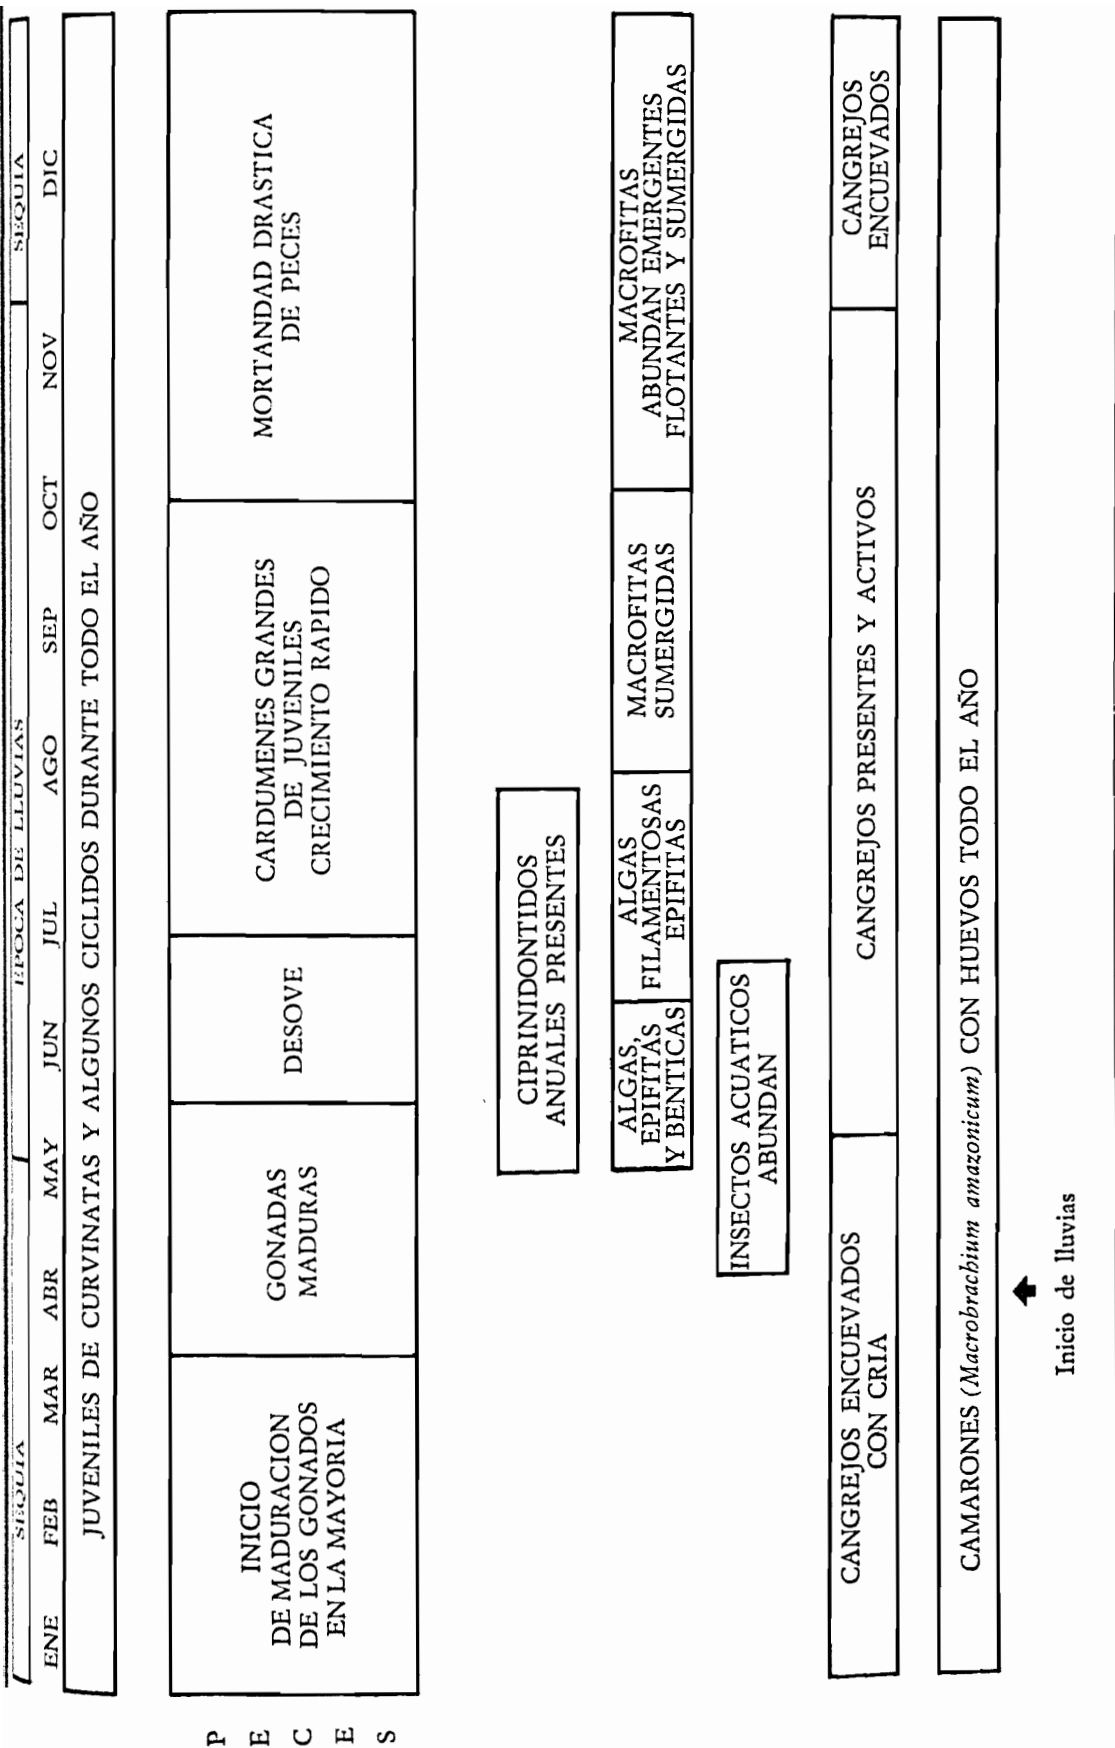 SEQUIA EPOCA DE LLUVIAS SEQUIA
ENE FEB MAR ABR MAY JUN JUL AGO SEP OCT NOV DIC
JUVENILES DE CURVINATAS Y ALGUNOS CICLIDOS DURANTE TODO EL AÑO
PECES
INICIO
DE MADURACION
DE LOS GONADOS
EN LA MAYORIA
GONADAS
MADURAS
DESOVE
CARDUMENES GRANDES
DE JUVENILES
CRECIMIENTO RAPIDO
MORTANDAD DRASTICA
DE PECES
CIPRINIDONTIDOS
ANUALES PRESENTES
ALGAS,
EPIFITAS
Y BENTICAS
ALGAS
FILAMENTOSAS
EPIFITAS
MACROFITAS
SUMERGIDAS
MACROFITAS
ABUNDAN EMERGENTES
FLOTANTES Y SUMERGIDAS
INSECTOS ACUATICOS
ABUNDAN
CANGREJOS ENCUEVADOS
CON CRIA
CANGREJOS PRESENTES Y ACTIVOS
CANGREJOS
ENCUEVADOS
CAMARONES (Macrobrachium amazonicum) CON HUEVOS TODO EL AÑO
Inicio de lluvias